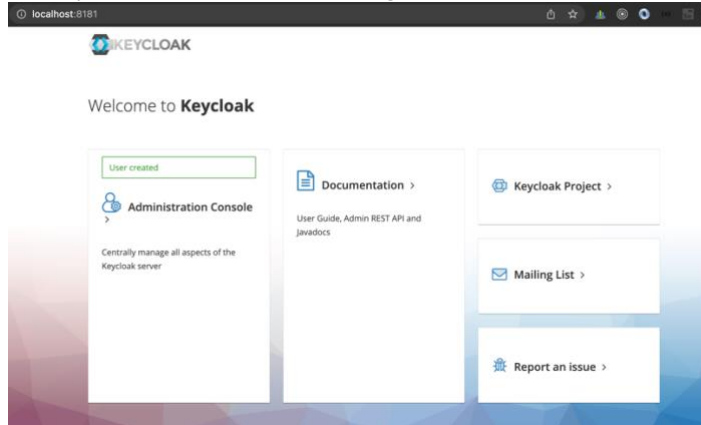 localhost:8181
KEYCLOAK
Welcome to Keycloak
User created
Administration Console
>
Centrally manage all aspects of the
Keycloak server
Documentation >
User Guide, Admin REST API and
Javadocs
Keycloak Project >
Mailing List >
Report an issue >